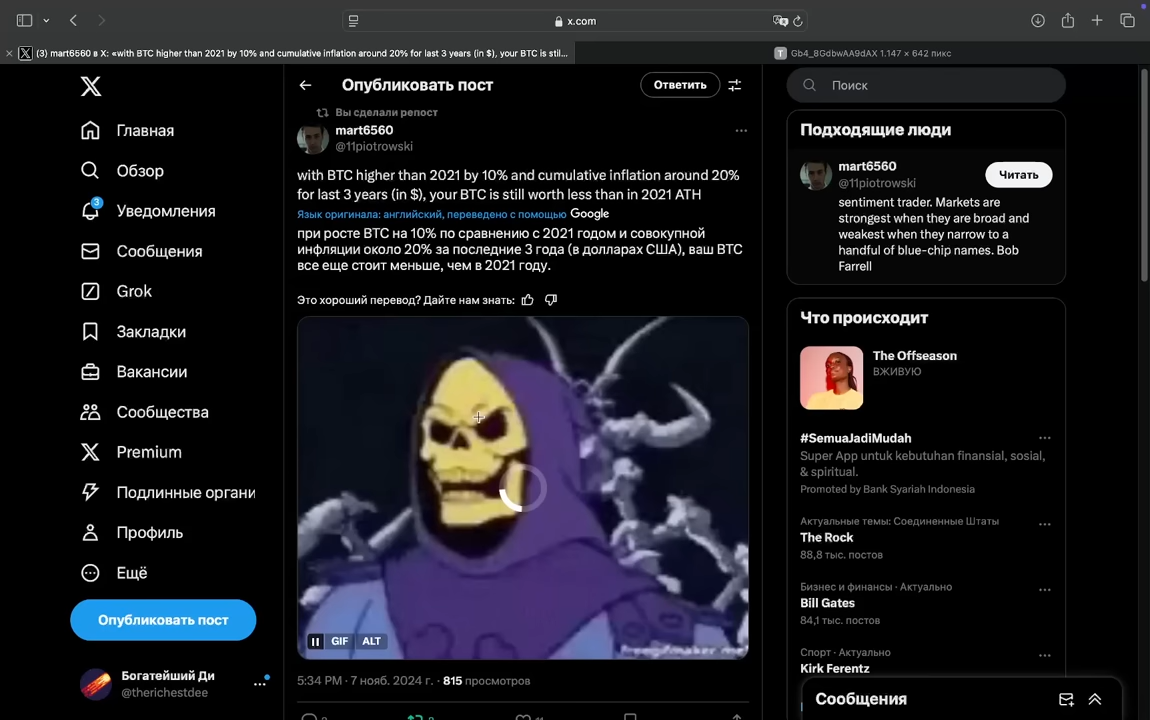 x.com
(3) mart6560 в X: «with BTC higher than 2021 by 10% and cumulative inflation around 20% for last 3 years (in $), your BTC is stil...
T
Gb4_8GdbwAA9dAX 1.147 × 642 пикс
Главная
Обзор
3
Уведомления
Сообщения
Grok
Закладки
Вакансии
Сообщества
Premium
Подлинные органи
Профиль
Ещё
Опубликовать пост
Богатейший Ди
@therichestdee
Опубликовать пост
Ответить
Вы сделали репост
mart6560
@11piotrowski
with BTC higher than 2021 by 10% and cumulative inflation around 20%
for last 3 years (in $), your BTC is still worth less than in 2021 ATH
Язык оригинала: английский, переведено с помощью Google
при росте BTC на 10% по сравнению с 2021 годом и совокупной
инфляции около 20% за последние 3 года (в долларах США), ваш BTC
все еще стоит меньше, чем в 2021 году.
Это хороший перевод? Дайте нам знать:
GIF
ALT
freegifmaker.me
5:34 PM · 7 нояб. 2024 г. · 815 просмотров
Поиск
Подходящие люди
mart6560
@11piotrowski
Читать
sentiment trader. Markets are
strongest when they are broad and
weakest when they narrow to a
handful of blue-chip names. Bob
Farrell
Что происходит
The Offseason
ВЖИВУЮ
#SemuaJadiMudah
Super App untuk kebutuhan finansial, sosial,
& spiritual.
Promoted by Bank Syariah Indonesia
Актуальные темы: Соединенные Штаты
The Rock
88,8 тыс. постов
Бизнес и финансы · Актуально
Bill Gates
84,1 тыс. постов
Спорт · Актуально
Kirk Ferentz
Сообщения